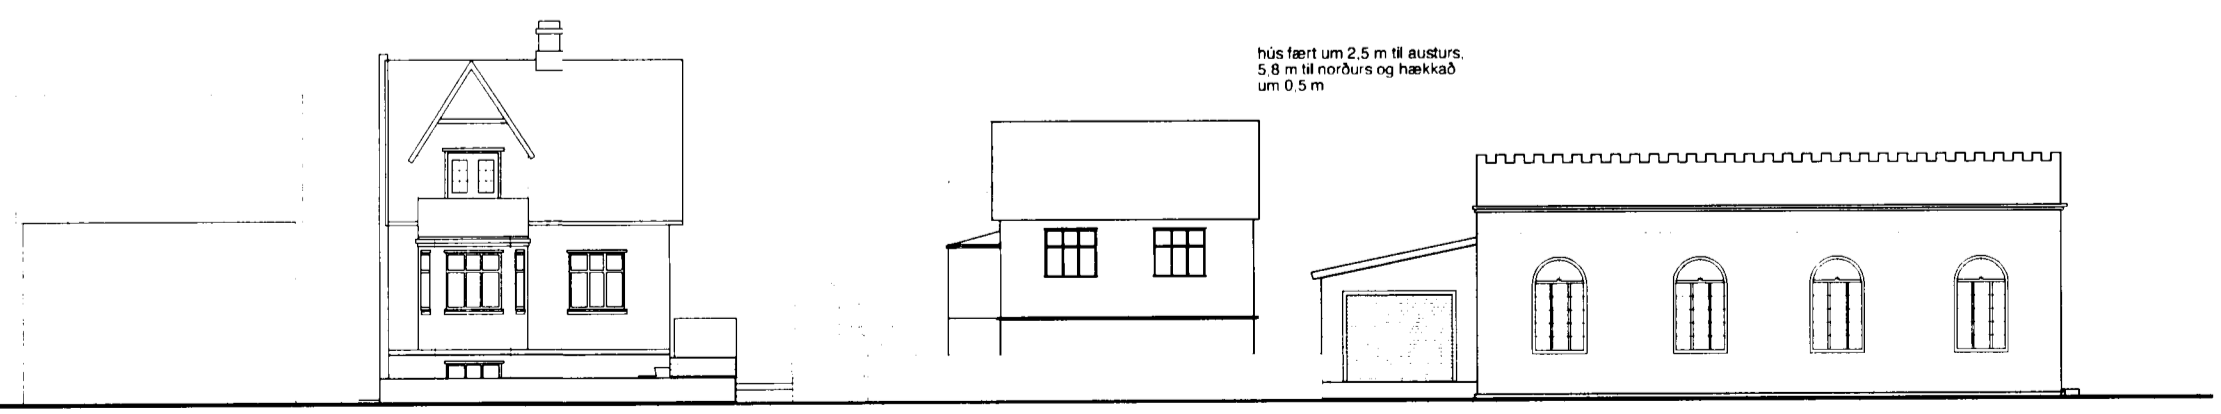 hús fært um 2,5 m til austurs,
5,8 m til norðurs og hækkað
um 0,5 m